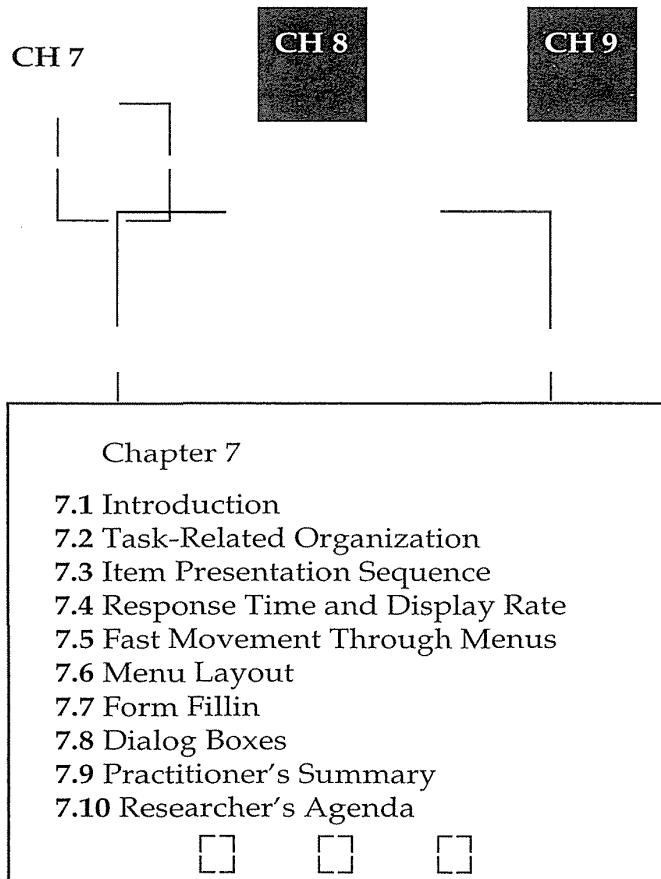 CH 7
CH 8
CH 9
Chapter 7
7.1 Introduction
7.2 Task-Related Organization
7.3 Item Presentation Sequence
7.4 Response Time and Display Rate
7.5 Fast Movement Through Menus
7.6 Menu Layout
7.7 Form Fillin
7.8 Dialog Boxes
7.9 Practitioner's Summary
7.10 Researcher's Agenda